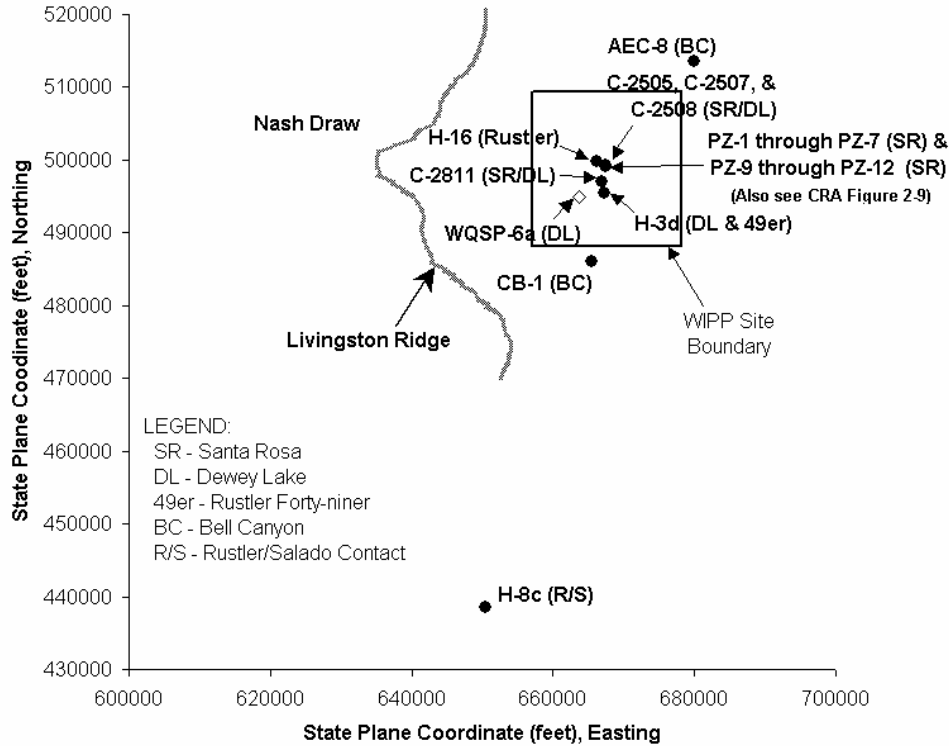 520000
510000
500000
490000
480000
470000
460000
450000
440000
430000
600000
620000
640000
660000
680000
700000
State Plane Coodinate (feet), Northing
State Plane Coordinate (feet), Easting
AEC-8 (BC)
C-2505, C-2507, &
C-2508 (SR/DL)
Nash Draw
H-16 (Rustler)
PZ-1 through PZ-7 (SR) &
PZ-9 through PZ-12 (SR)
(Also see CRA Figure 2-9)
C-2811 (SR/DL)
WQSP-6a (DL)
H-3d (DL & 49er)
CB-1 (BC)
Livingston Ridge
WIPP Site
Boundary
LEGEND:
SR - Santa Rosa
DL - Dewey Lake
49er - Rustler Forty-niner
BC - Bell Canyon
R/S - Rustler/Salado Contact
H-8c (R/S)